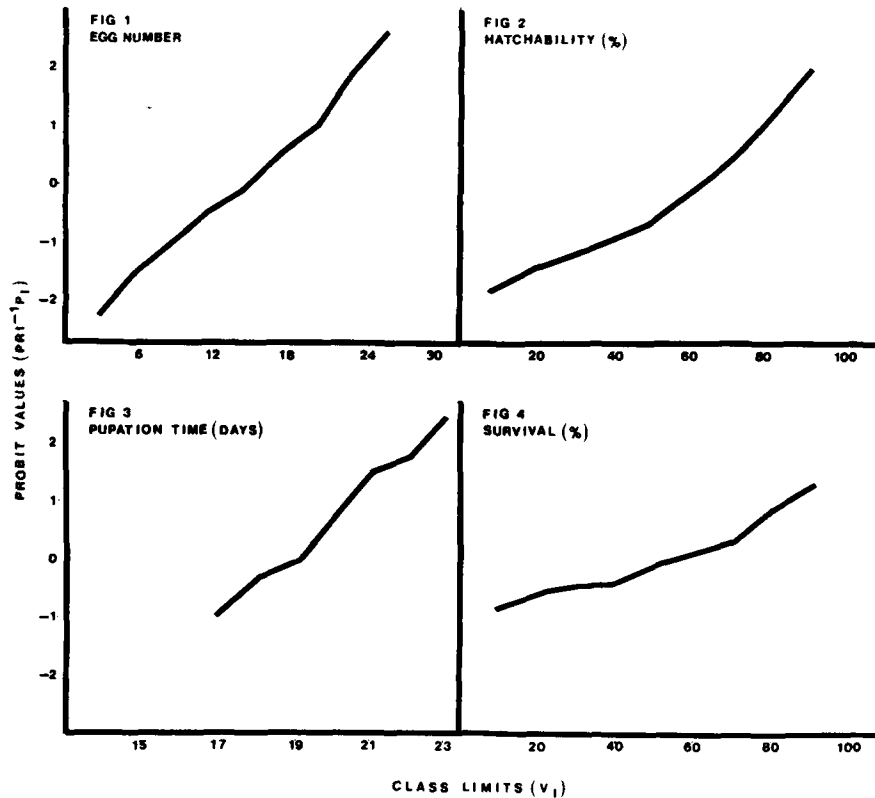 FIG 1
EGG NUMBER
FIG 2
HATCHABILITY (%)
2
1
0
-1
-2
6 12 18 24 30
20 40 60 80 100
FIG 3
PUPATION TIME (DAYS)
FIG 4
SURVIVAL (%)
2
1
0
-1
-2
15 17 19 21 23
20 40 60 80 100
PROBIT VALUES (PRI⁻¹PI)
CLASS LIMITS (VI)